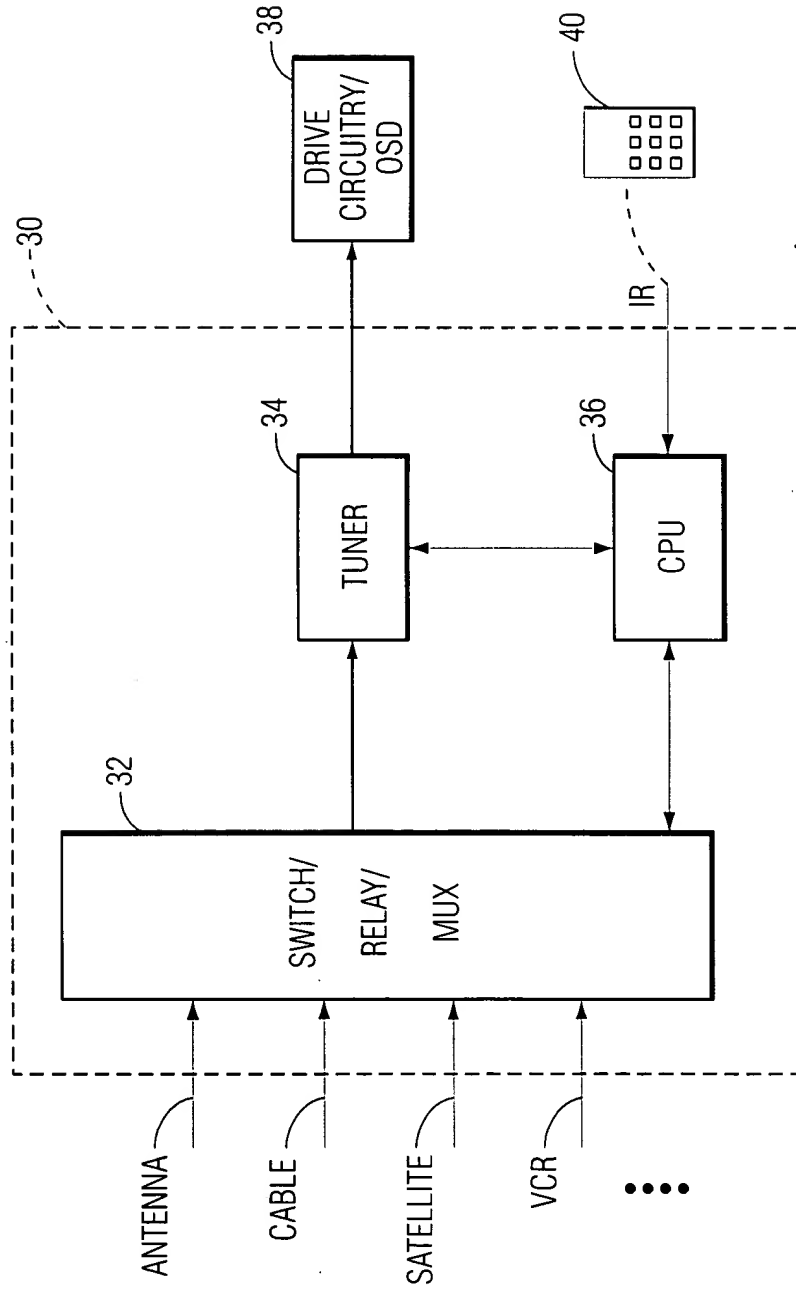 30
32
SWITCH/
RELAY/
MUX
34
TUNER
36
CPU
38
DRIVE
CIRCUITRY/
OSD
40
IR
ANTENNA
CABLE
SATELLITE
VCR